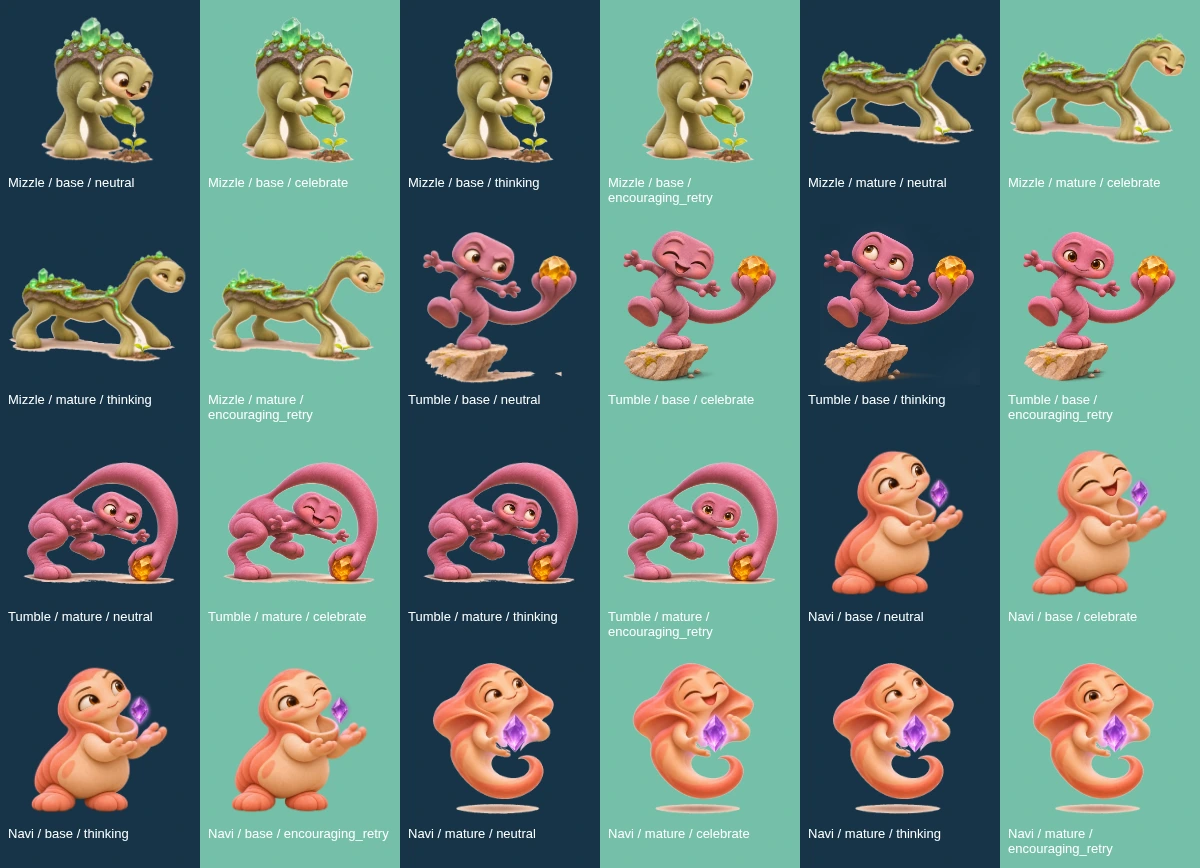 Mizzle / base / neutral
Mizzle / base / celebrate
Mizzle / base / thinking
Mizzle / base /
encouraging_retry
Mizzle / mature / neutral
Mizzle / mature / celebrate
Mizzle / mature / thinking
Mizzle / mature /
encouraging_retry
Tumble / base / neutral
Tumble / base / celebrate
Tumble / base / thinking
Tumble / base /
encouraging_retry
Tumble / mature / neutral
Tumble / mature / celebrate
Tumble / mature / thinking
Tumble / mature /
encouraging_retry
Navi / base / neutral
Navi / base / celebrate
Navi / base / thinking
Navi / base / encouraging_retry
Navi / mature / neutral
Navi / mature / celebrate
Navi / mature / thinking
Navi / mature /
encouraging_retry